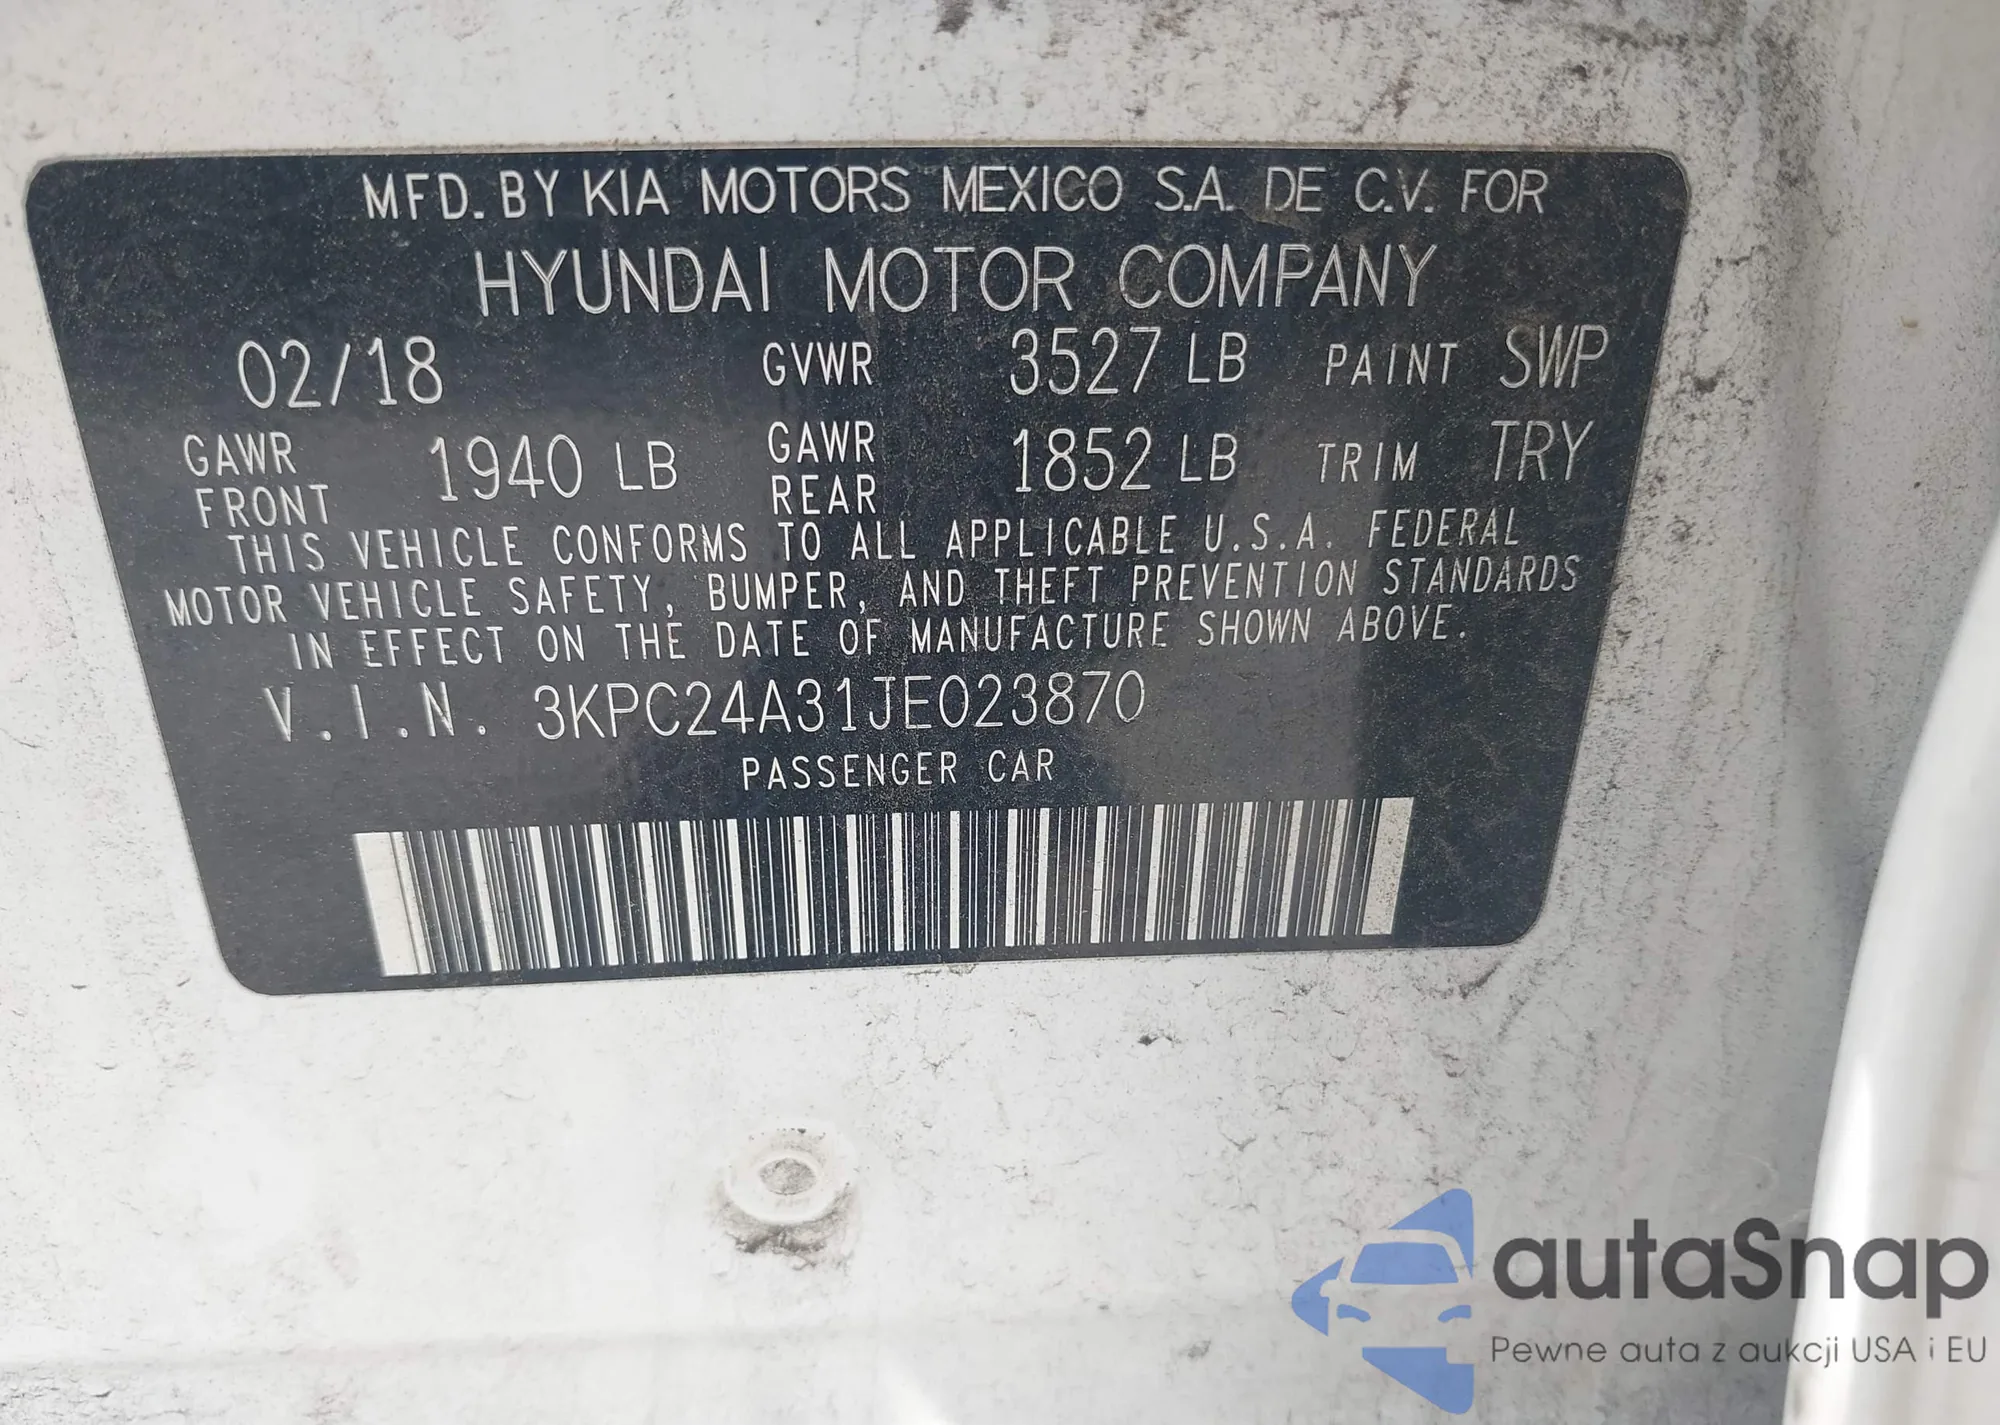 MFD. BY KIA MOTORS MEXICO S.A. DE C.V. FOR
HYUNDAI MOTOR COMPANY
02/18 GVWR 3527 LB PAINT SWP
GAWR FRONT 1940 LB GAWR REAR 1852 LB TRIM TRY
THIS VEHICLE CONFORMS TO ALL APPLICABLE U.S.A. FEDERAL
MOTOR VEHICLE SAFETY, BUMPER, AND THEFT PREVENTION STANDARDS
IN EFFECT ON THE DATE OF MANUFACTURE SHOWN ABOVE.
V.I.N. 3KPC24A31JE023870
PASSENGER CAR
autaSnap
Pewne auta z aukcji USA i EU